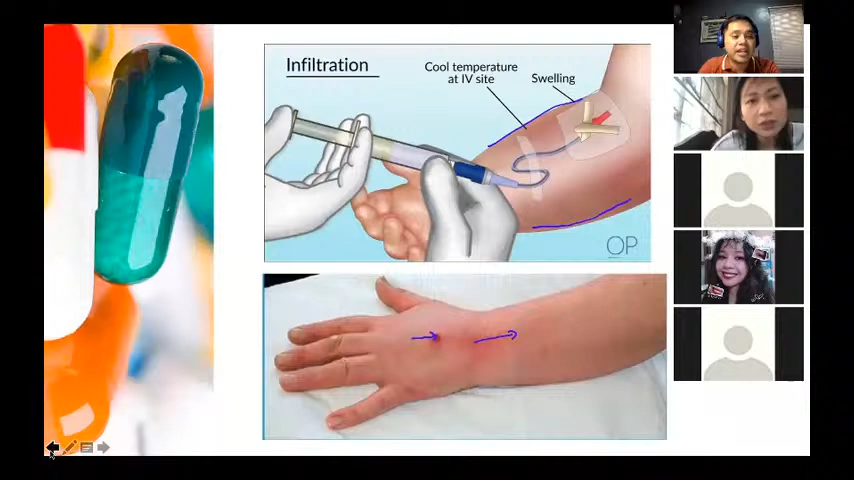 Infiltration
Cool temperature
at IV site
Swelling
OP